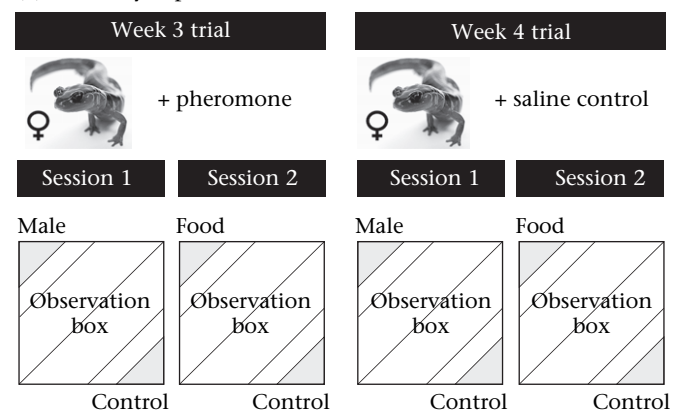 Week 3 trial
Week 4 trial
♀ + pheromone
♀ + saline control
Session 1
Session 2
Session 1
Session 2
Male
Food
Male
Food
Observation
box
Observation
box
Observation
box
Observation
box
Control
Control
Control
Control